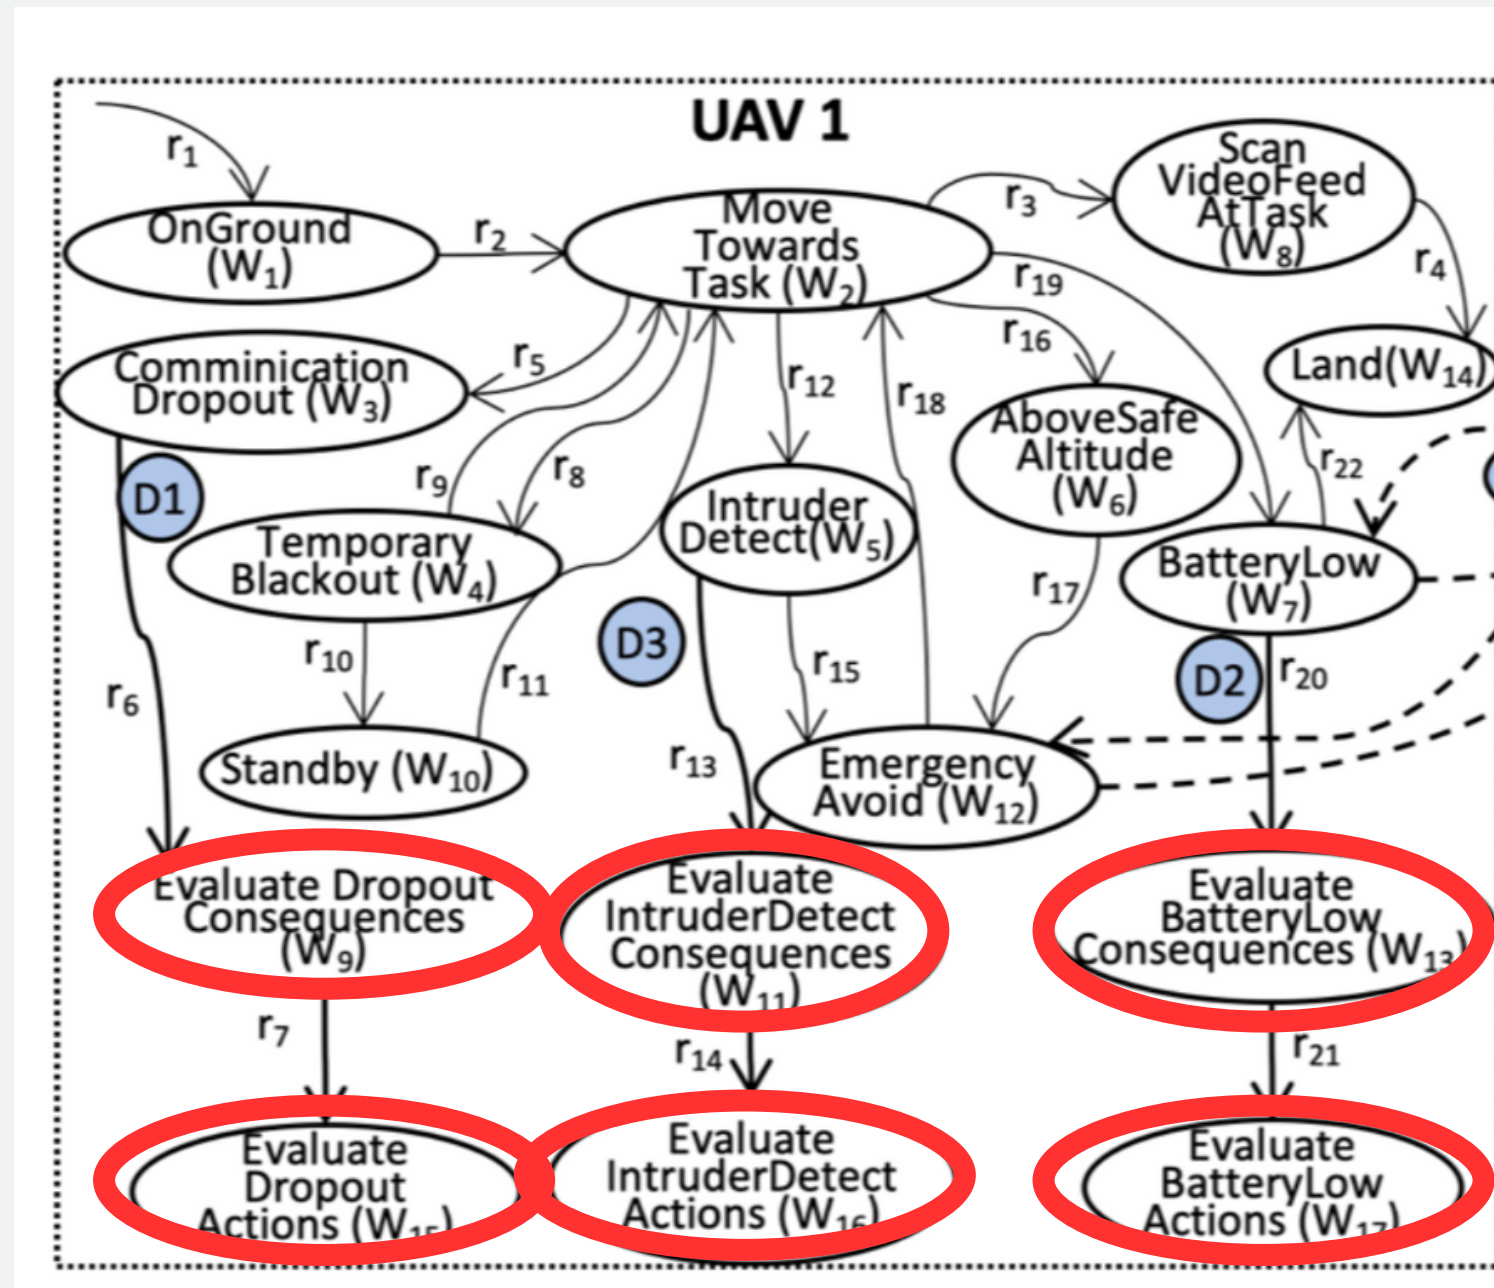 UAV 1
r1
OnGround
(W1)
r2
Move
Towards
Task (W2)
r3
Scan
VideoFeed
AtTask
(W8)
r4
r19
r16
r5
Comminication
Dropout (W3)
r12
r18
Land(W14)
AboveSafe
Altitude
(W6)
r22
D1
r9
r8
Intruder
Detect(W5)
Temporary
Blackout (W4)
BatteryLow
(W7)
r17
D3
r10
r11
r15
D2
r20
r6
r13
Standby (W10)
Emergency
Avoid (W12)
Evaluate Dropout
Consequences
(W9)
Evaluate
IntruderDetect
Consequences
(W11)
Evaluate
BatteryLow
Consequences (W13)
r7
r14
r21
Evaluate
Dropout
Actions (W15)
Evaluate
IntruderDetect
Actions (W16)
Evaluate
BatteryLow
Actions (W17)